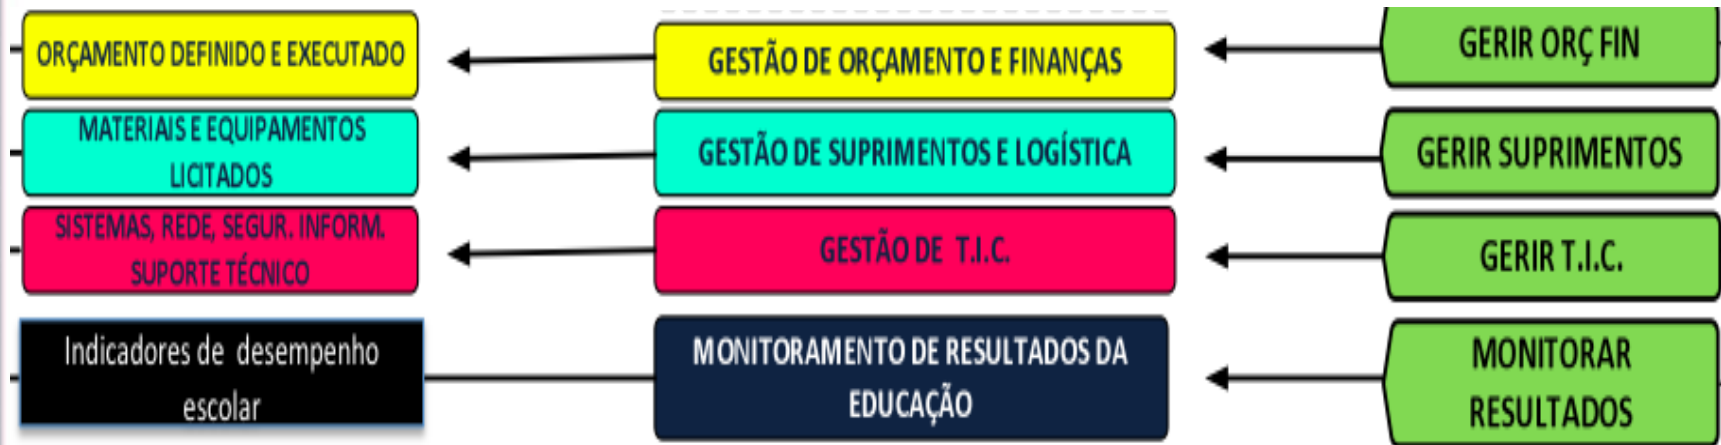 ORÇAMENTO DEFINIDO E EXECUTADO
GESTÃO DE ORÇAMENTO E FINANÇAS
GERIR ORÇ FIN
MATERIAIS E EQUIPAMENTOS
LICITADOS
GESTÃO DE SUPRIMENTOS E LOGÍSTICA
GERIR SUPRIMENTOS
SISTEMAS, REDE, SEGUR. INFORM.
SUPORTE TÉCNICO
GESTÃO DE T.I.C.
GERIR T.I.C.
Indicadores de desempenho
escolar
MONITORAMENTO DE RESULTADOS DA
EDUCAÇÃO
MONITORAR
RESULTADOS